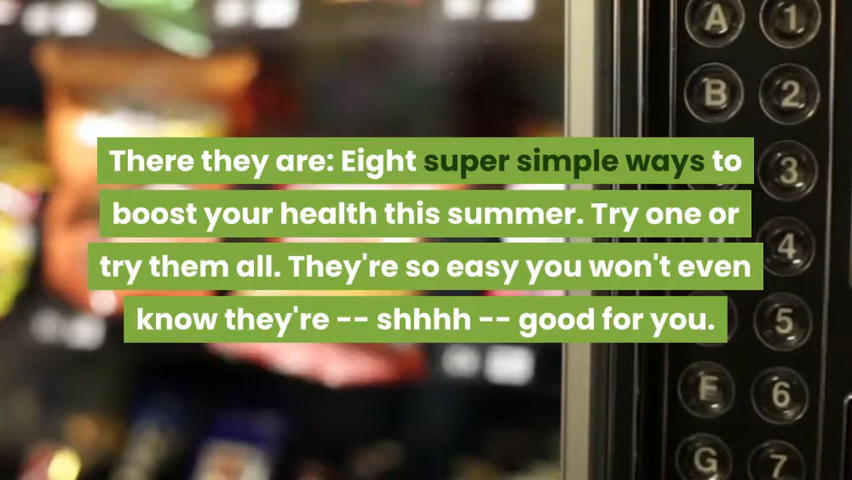 There they are: Eight super simple ways to
boost your health this summer. Try one or
try them all. They're so easy you won't even
know they're -- shhhh -- good for you.
A 1
B 2
3
4
5
F 6
G 7